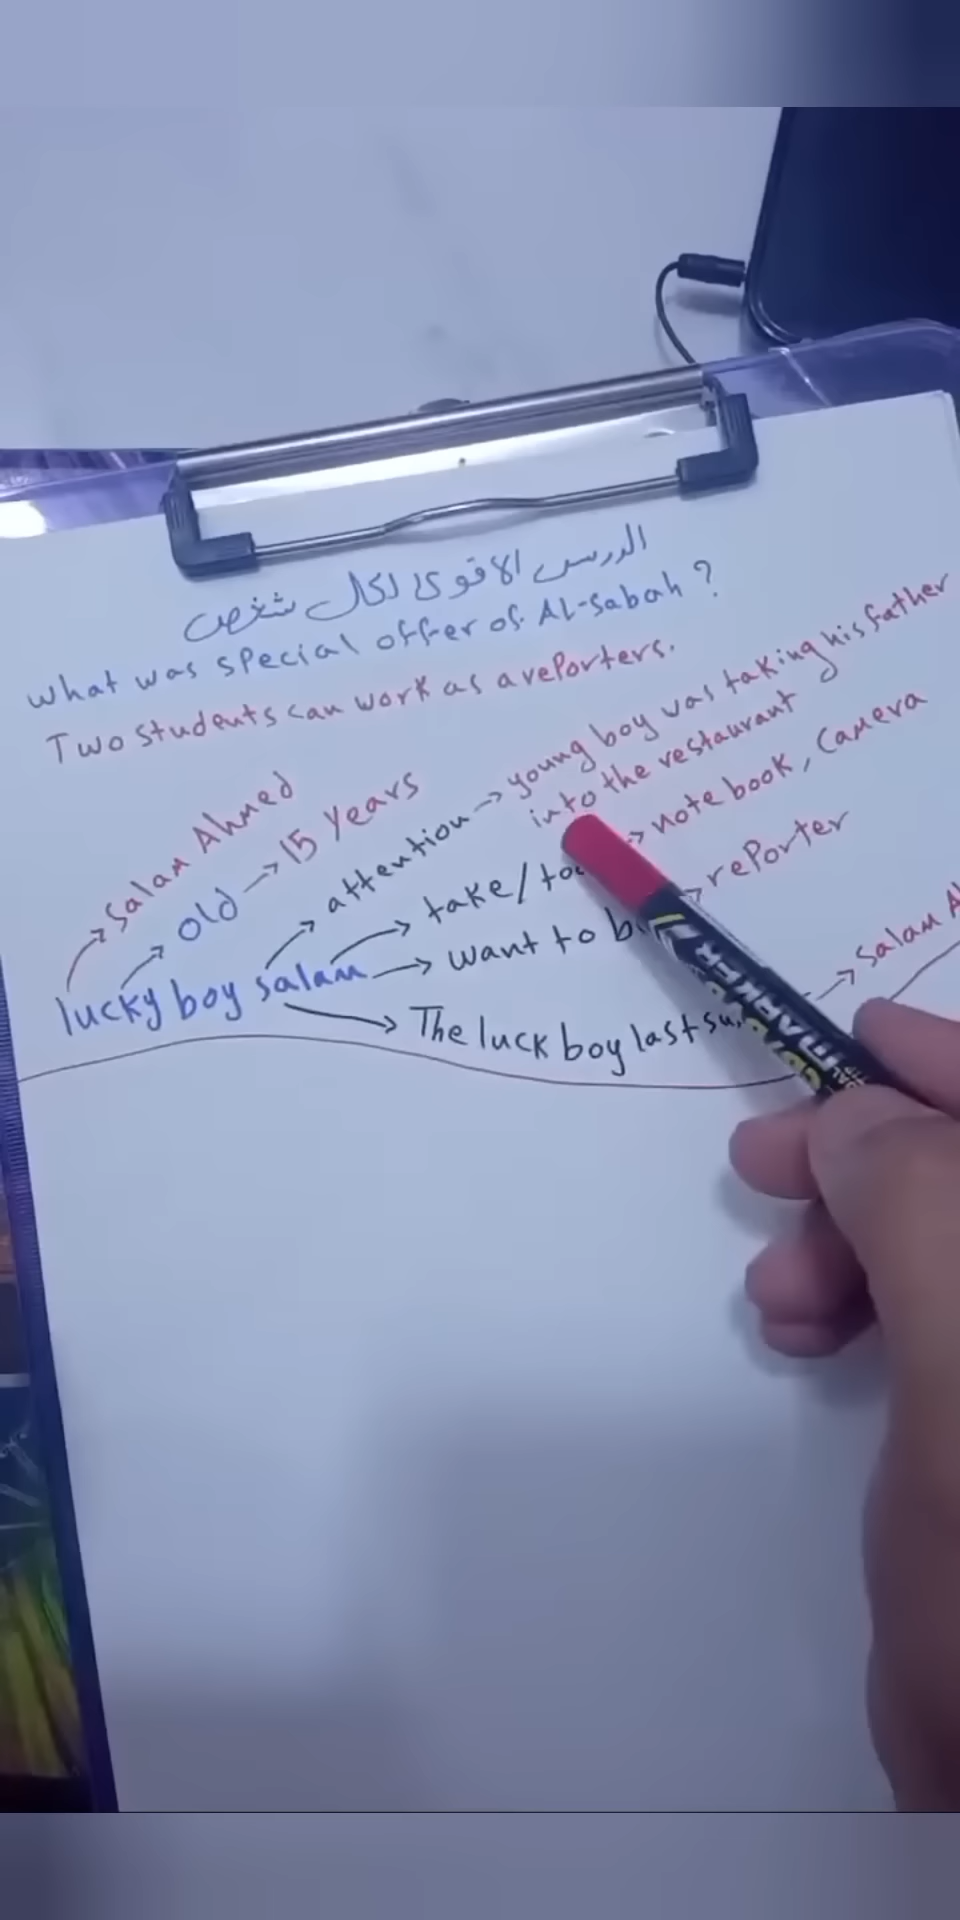 الدرس الاقوى لكل شخص
What was special offer of AL-Sabah ?
Two students can work as a reporters.
lucky boy salam
Salam Ahmed
old → 15 years
attention → young boy was taking his father
into the restaurant
take/ → note book, Camera
want to → reporter
The luck boy last → Salam
MARKER